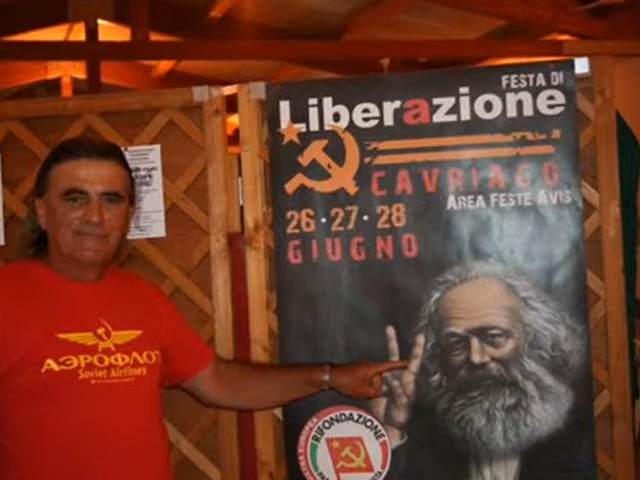 FESTA DI
Liberazione
CAVRIAGO
AREA FESTE AVIS
26·27·28
GIUGNO
АЭРОФЛОТ
Soviet Airlines
RIFONDAZIONE